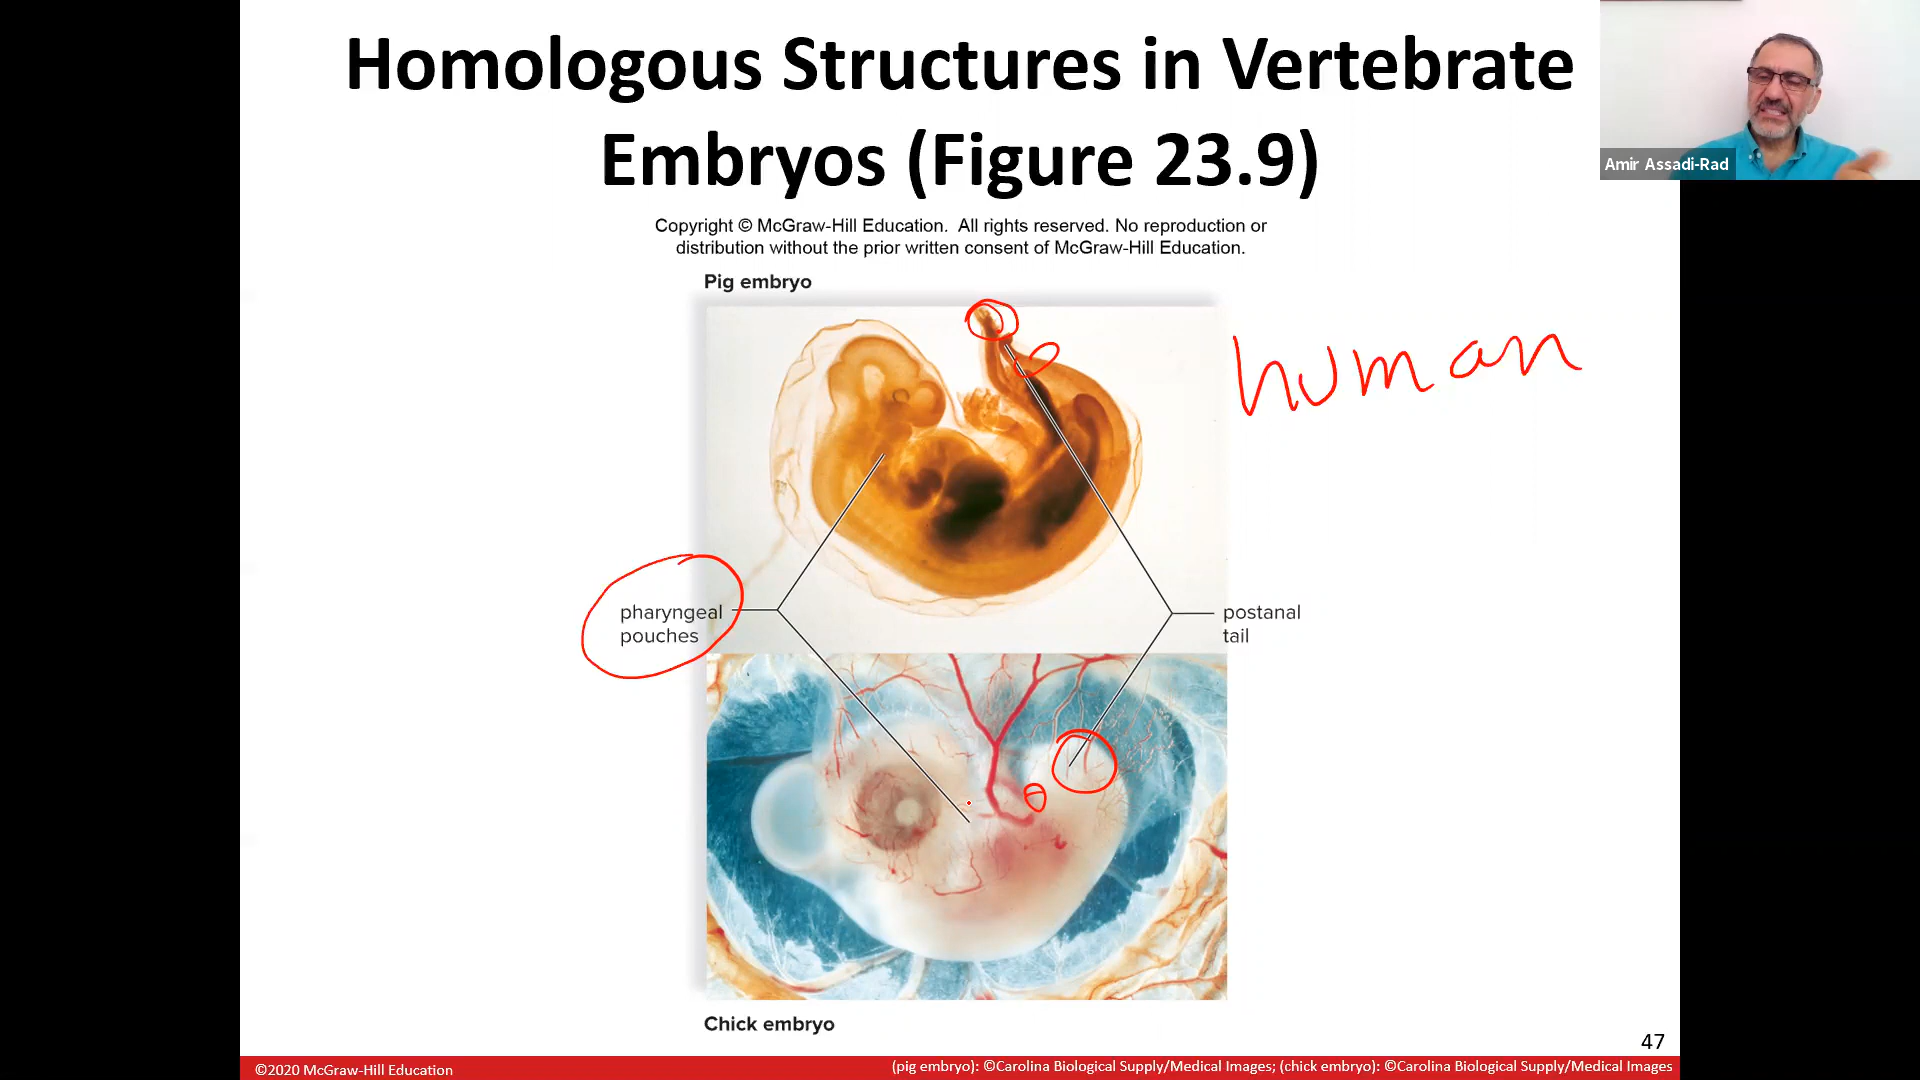 Homologous Structures in Vertebrate
Embryos (Figure 23.9)
Amir Assadi-Rad
Copyright © McGraw-Hill Education. All rights reserved. No reproduction or
distribution without the prior written consent of McGraw-Hill Education.
Pig embryo
human
pharyngeal
pouches
postanal
tail
Chick embryo
47
©2020 McGraw-Hill Education
(pig embryo): ©Carolina Biological Supply/Medical Images; (chick embryo): ©Carolina Biological Supply/Medical Images